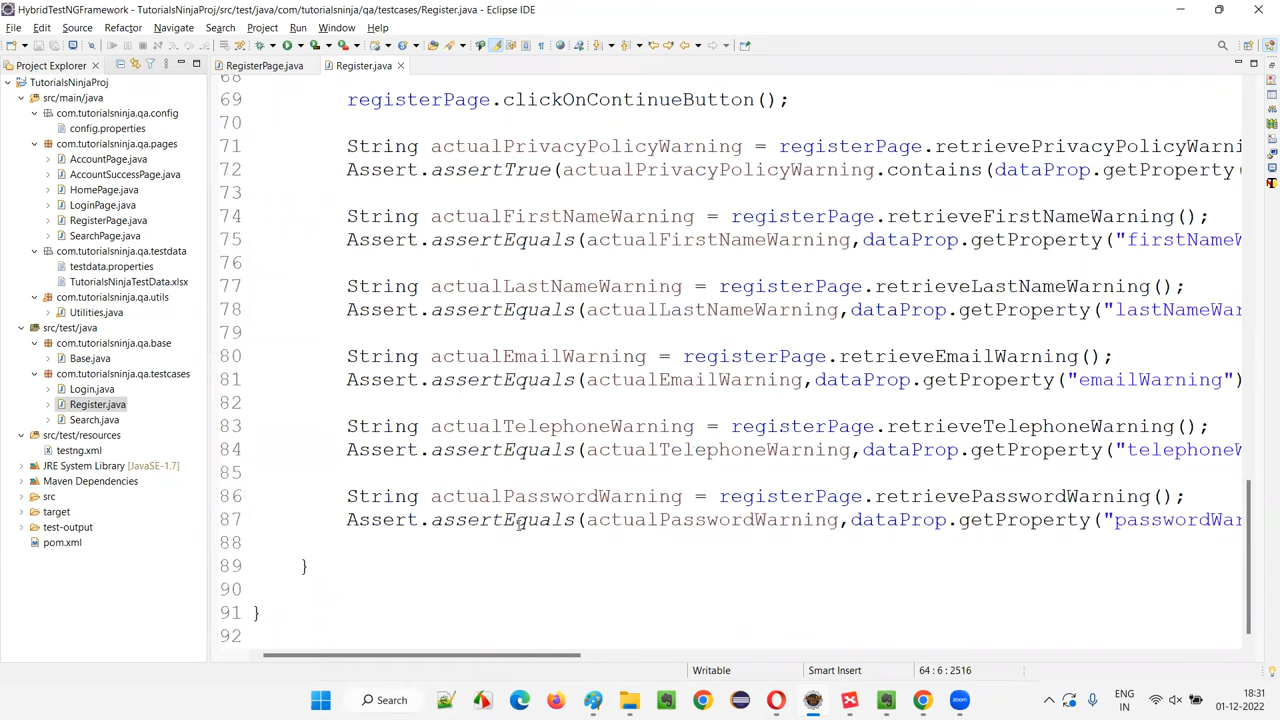 HybridTestNGFramework - TutorialsNinjaProj/src/test/java/com/tutorialsninja/qa/testcases/Register.java - Eclipse IDE
File Edit Source Refactor Navigate Search Project Run Window Help
Project Explorer
RegisterPage.java
Register.java
TutorialsNinjaProj
src/main/java
com.tutorialsninja.qa.config
config.properties
com.tutorialsninja.qa.pages
AccountPage.java
AccountSuccessPage.java
HomePage.java
LoginPage.java
RegisterPage.java
SearchPage.java
com.tutorialsninja.qa.testdata
testdata.properties
TutorialsNinjaTestData.xlsx
com.tutorialsninja.qa.utils
Utilities.java
src/test/java
com.tutorialsninja.qa.base
Base.java
com.tutorialsninja.qa.testcases
Login.java
Register.java
Search.java
src/test/resources
testng.xml
JRE System Library [JavaSE-1.7]
Maven Dependencies
src
target
test-output
pom.xml
68
69 registerPage.clickOnContinueButton();
70
71 String actualPrivacyPolicyWarning = registerPage.retrievePrivacyPolicyWarni
72 Assert.assertTrue(actualPrivacyPolicyWarning.contains(dataProp.getProperty(
73
74 String actualFirstNameWarning = registerPage.retrieveFirstNameWarning();
75 Assert.assertEquals(actualFirstNameWarning,dataProp.getProperty("firstNameW
76
77 String actualLastNameWarning = registerPage.retrieveLastNameWarning();
78 Assert.assertEquals(actualLastNameWarning,dataProp.getProperty("lastNameWar
79
80 String actualEmailWarning = registerPage.retrieveEmailWarning();
81 Assert.assertEquals(actualEmailWarning,dataProp.getProperty("emailWarning")
82
83 String actualTelephoneWarning = registerPage.retrieveTelephoneWarning();
84 Assert.assertEquals(actualTelephoneWarning,dataProp.getProperty("telephoneW
85
86 String actualPasswordWarning = registerPage.retrievePasswordWarning();
87 Assert.assertEquals(actualPasswordWarning,dataProp.getProperty("passwordWar
88
89 }
90
91 }
92
Writable Smart Insert 64 : 6 : 2516
Search
ENG
IN
18:31
01-12-2022